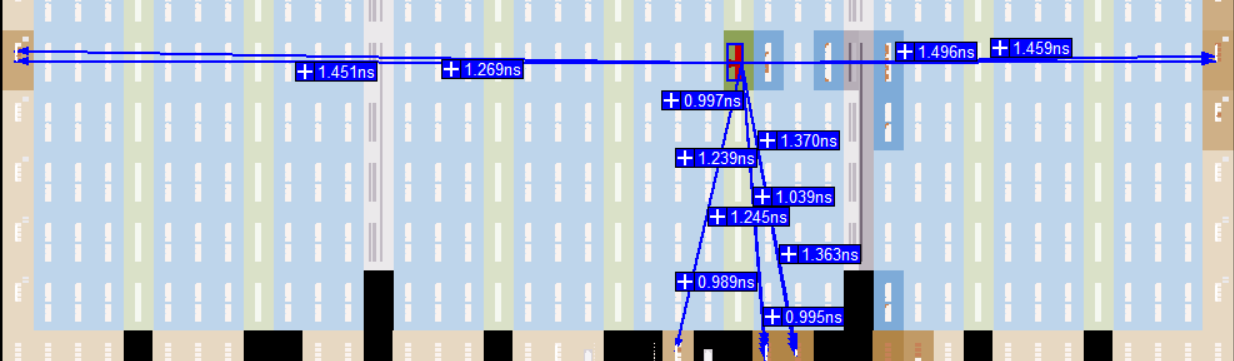 + 1.496ns
+ 1.459ns
+ 1.451ns
+ 1.269ns
+ 0.997ns
+ 1.370ns
+ 1.239ns
+ 1.039ns
+ 1.245ns
+ 1.363ns
+ 0.989ns
+ 0.995ns